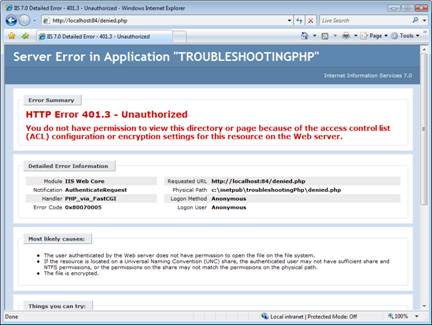 IIS 7.0 Detailed Error - 401.3 - Unauthorized - Windows Internet Explorer
http://localhost:84/denied.php
Live Search
IIS 7.0 Detailed Error - 401.3 - Unauthorized
Page Tools
Server Error in Application "TROUBLESHOOTINGPHP"
Internet Information Services 7.0
Error Summary
HTTP Error 401.3 - Unauthorized
You do not have permission to view this directory or page because of the access control list
(ACL) configuration or encryption settings for this resource on the Web server.
Detailed Error Information
Module IIS Web Core
Notification AuthenticateRequest
Handler PHP_via_FastCGI
Error Code 0x80070005
Requested URL http://localhost:84/denied.php
Physical Path c:\inetpub\troubleshootingPhp\denied.php
Logon Method Anonymous
Logon User Anonymous
Most likely causes:
The user authenticated by the Web server does not have permission to open the file on the file system.
If the resource is located on a Universal Naming Convention (UNC) share, the authenticated user may not have sufficient share and
NTFS permissions, or the permissions on the share may not match the permissions on the physical path.
The file is encrypted.
Things you can try:
Done
Local intranet | Protected Mode: Off
100%